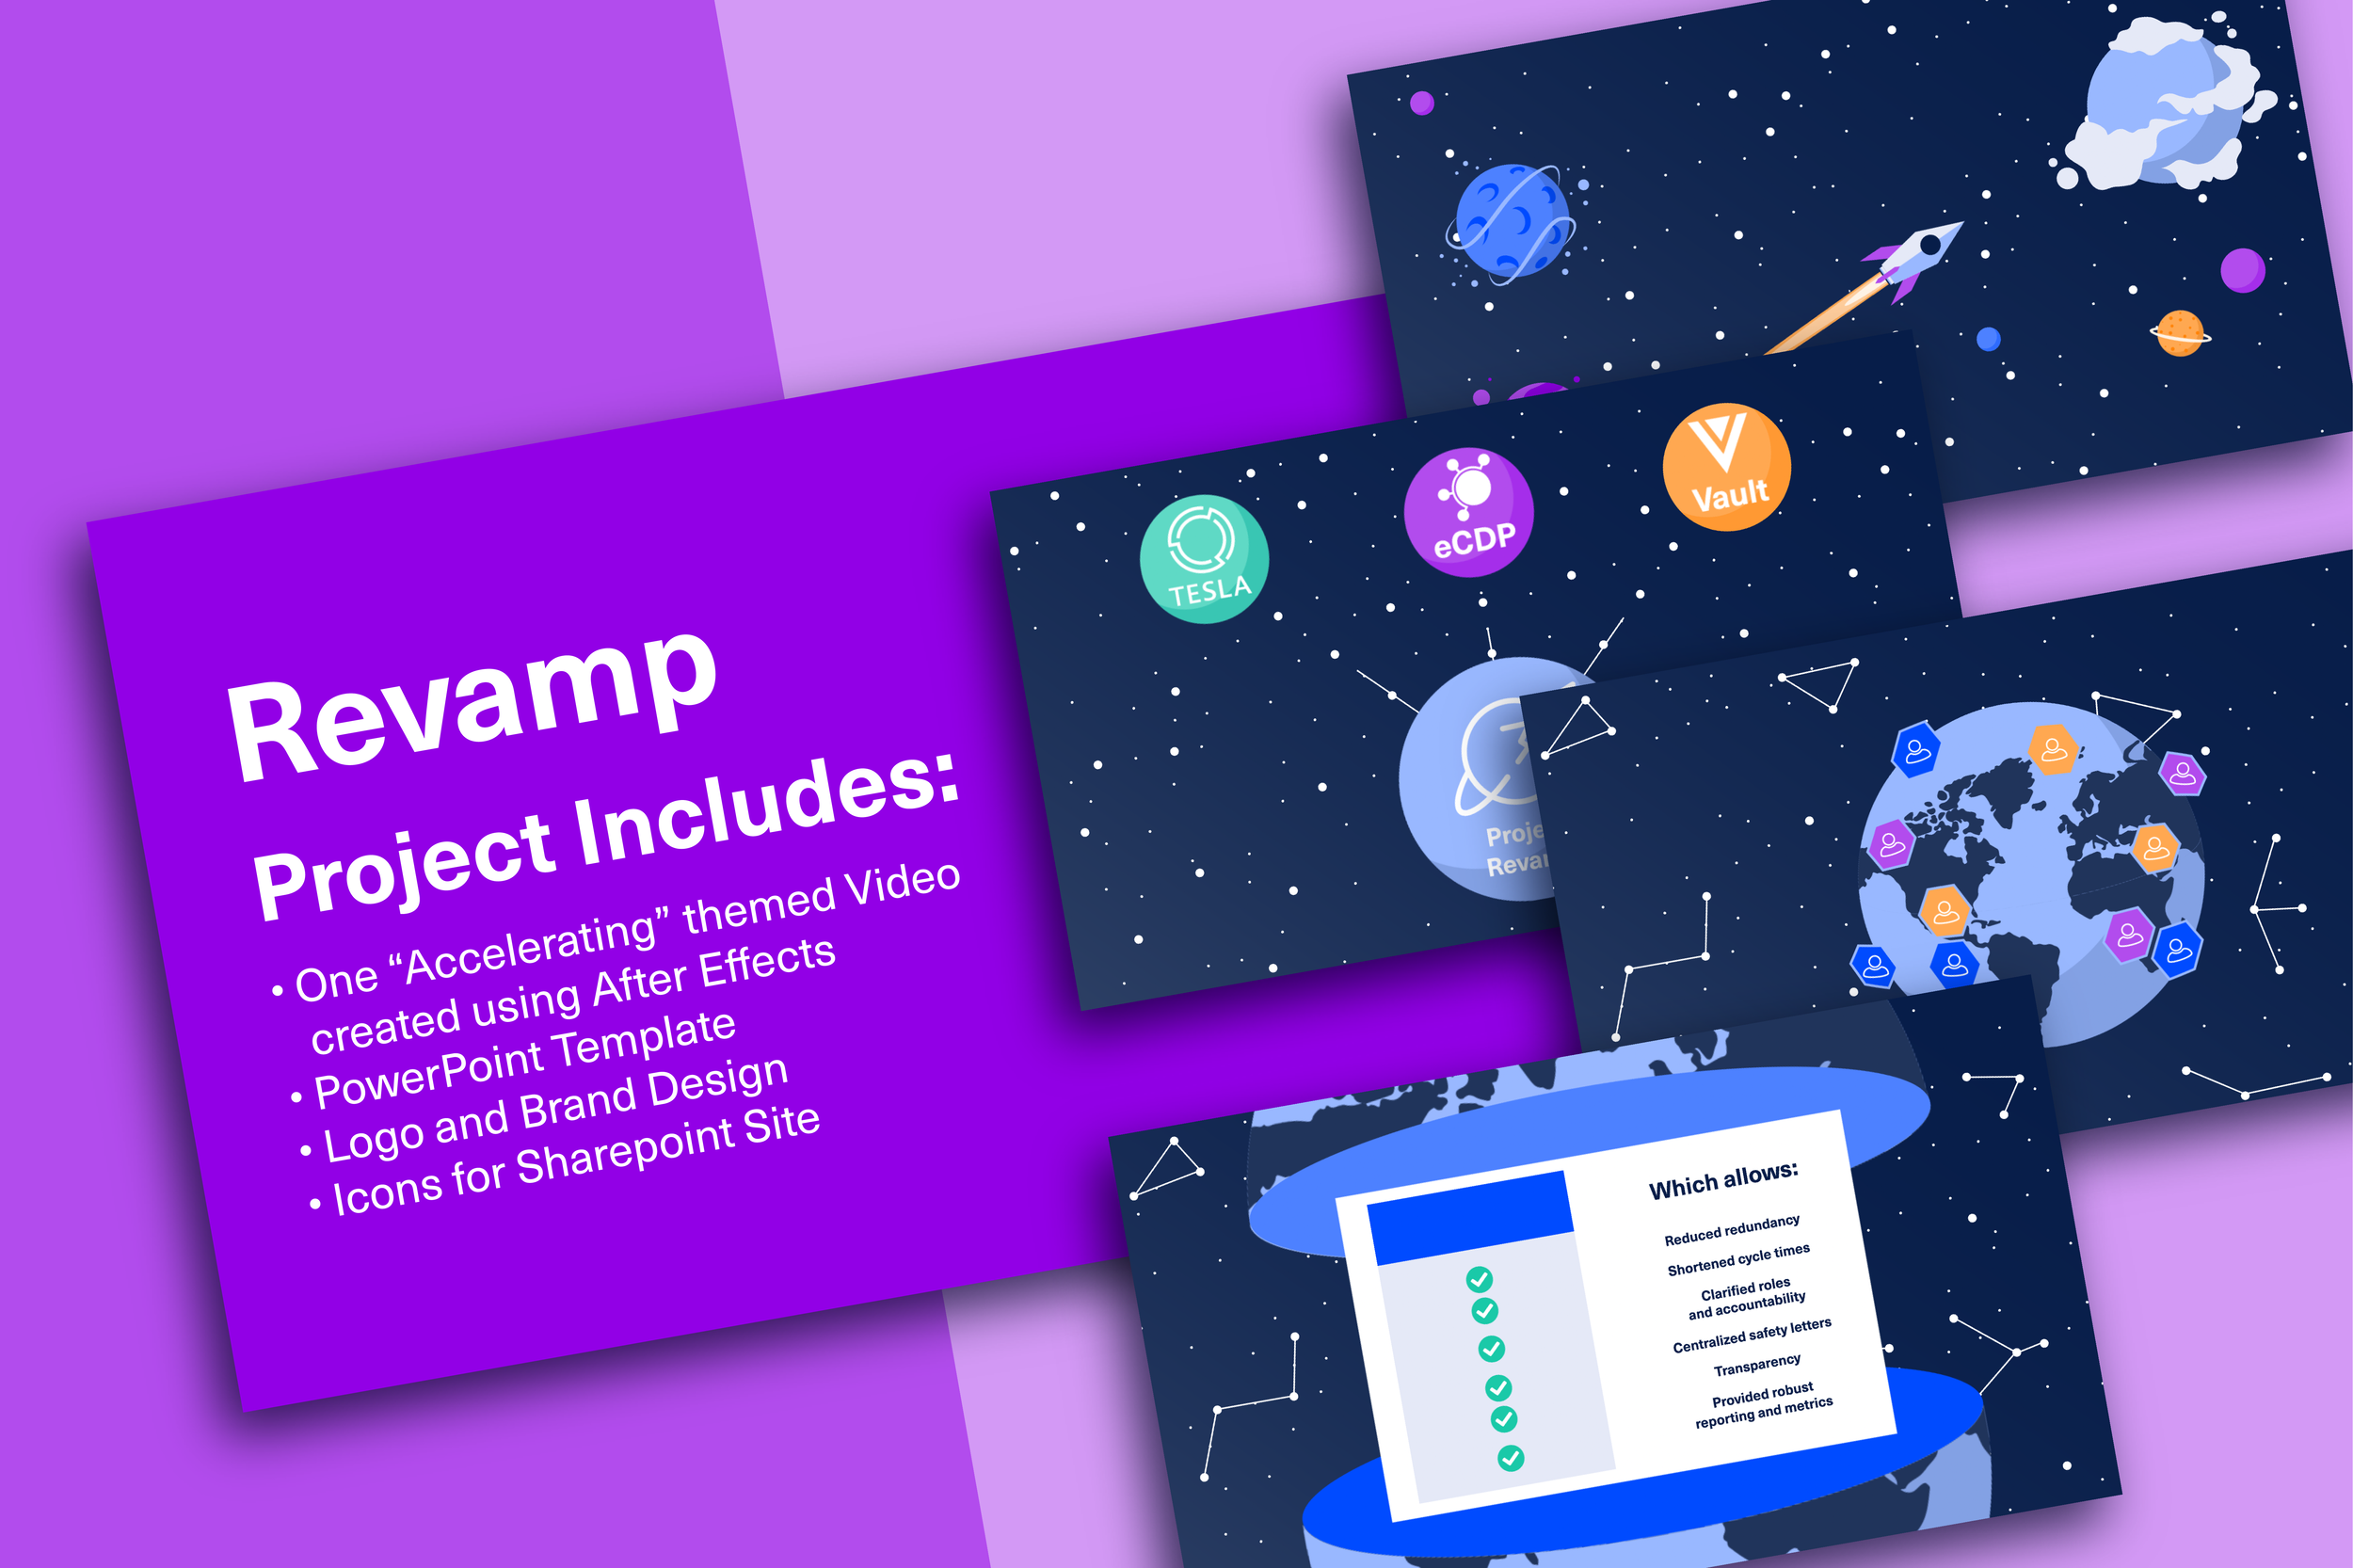 Revamp
Project Includes:
• One “Accelerating” themed Video
created using After Effects
• PowerPoint Template
• Logo and Brand Design
• Icons for Sharepoint Site
TESLA
eCDP
Vault
Which allows:
Reduced redundancy
Shortened cycle times
Clarified roles
and accountability
Centralized safety letters
Transparency
Provided robust
reporting and metrics